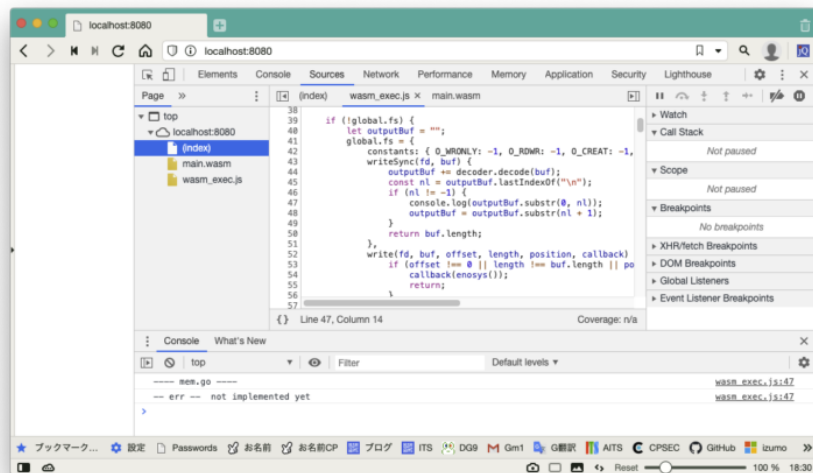 localhost:8080
localhost:8080
Elements Console Sources Network Performance Memory Application Security Lighthouse
Page » (index) wasm_exec.js × main.wasm
top
localhost:8080
(index)
main.wasm
wasm_exec.js
38
39 if (!global.fs) {
40 let outputBuf = "";
41 global.fs = {
42 constants: { O_WRONLY: -1, O_RDWR: -1, O_CREAT: -1,
43 writeSync(fd, buf) {
44 outputBuf += decoder.decode(buf);
45 const nl = outputBuf.lastIndexOf("\n");
46 if (nl != -1) {
47 console.log(outputBuf.substr(0, nl));
48 outputBuf = outputBuf.substr(nl + 1);
49 }
50 return buf.length;
51 },
52 write(fd, buf, offset, length, position, callback)
53 if (offset !== 0 || length !== buf.length || po
54 callback(enosys());
55 return;
56 }
57
{} Line 47, Column 14 Coverage: n/a
Watch
Call Stack
Not paused
Scope
Not paused
Breakpoints
No breakpoints
XHR/fetch Breakpoints
DOM Breakpoints
Global Listeners
Event Listener Breakpoints
Console What's New ×
top Filter Default levels
---- mem.go ---- wasm_exec.js:47
-- err -- not implemented yet wasm_exec.js:47
>
ブックマーク... 設定 Passwords お名前 お名前CP ブログ ITS DG9 Gm1 G翻訳 AITS CPSEC GitHub izumo »
Reset 100 % 18:30